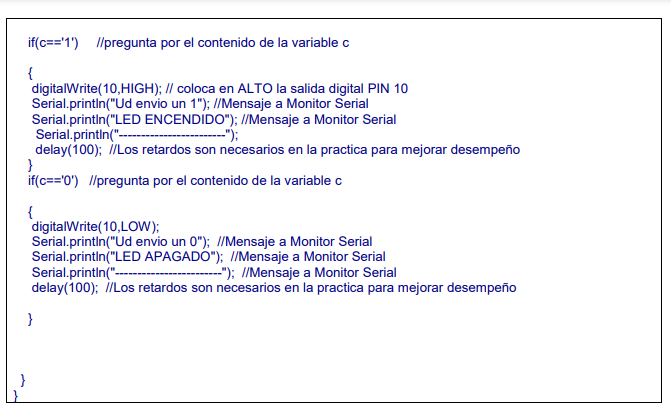 if(c=='1')     //pregunta por el contenido de la variable c
{
digitalWrite(10,HIGH); // coloca en ALTO la salida digital PIN 10
Serial.println("Ud envio un 1"); //Mensaje a Monitor Serial
Serial.println("LED ENCENDIDO"); //Mensaje a Monitor Serial
Serial.println("------------------------");
delay(100);  //Los retardos son necesarios en la practica para mejorar desempeño
}
if(c=='0')   //pregunta por el contenido de la variable c
{
digitalWrite(10,LOW);
Serial.println("Ud envio un 0");  //Mensaje a Monitor Serial
Serial.println("LED APAGADO");  //Mensaje a Monitor Serial
Serial.println("------------------------");  //Mensaje a Monitor Serial
delay(100);  //Los retardos son necesarios en la practica para mejorar desempeño
}
}
}